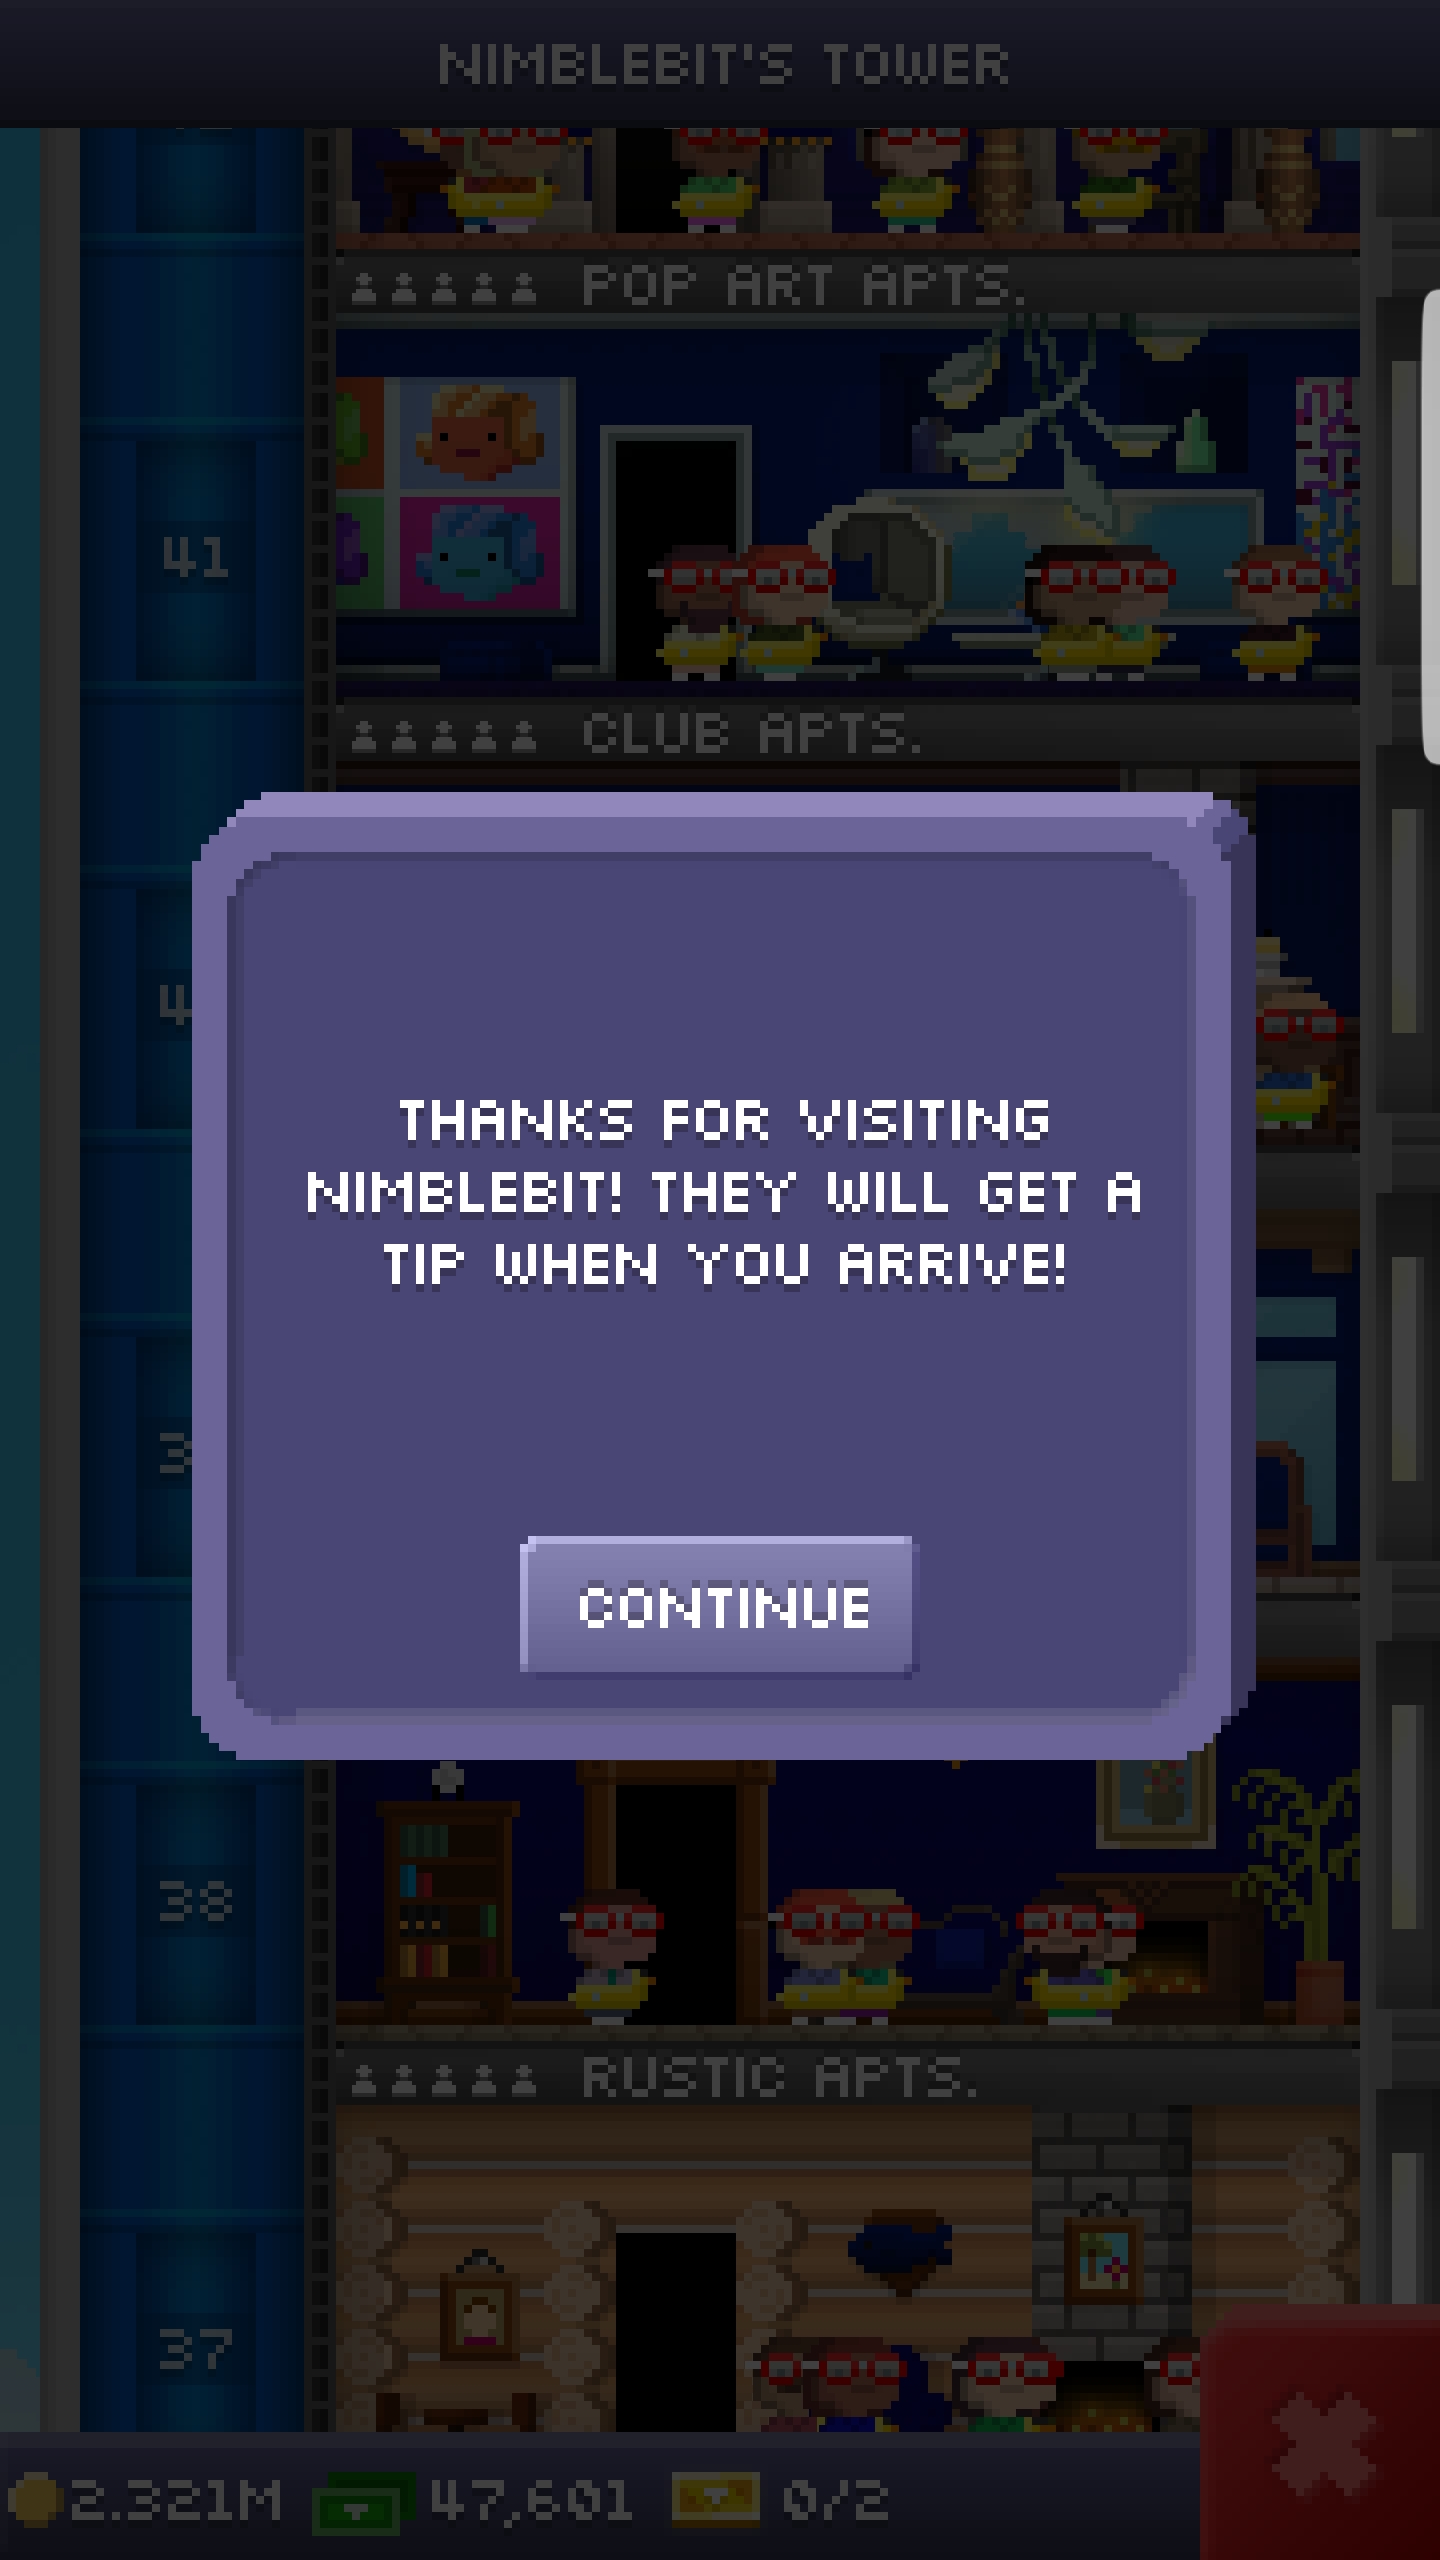 NIMBLEBIT'S TOWER
POP ART APTS.
41
CLUB APTS.
THANKS FOR VISITING
NIMBLEBIT! THEY WILL GET A
TIP WHEN YOU ARRIVE!
CONTINUE
38
RUSTIC APTS.
37
2.321M 47,601 0/2